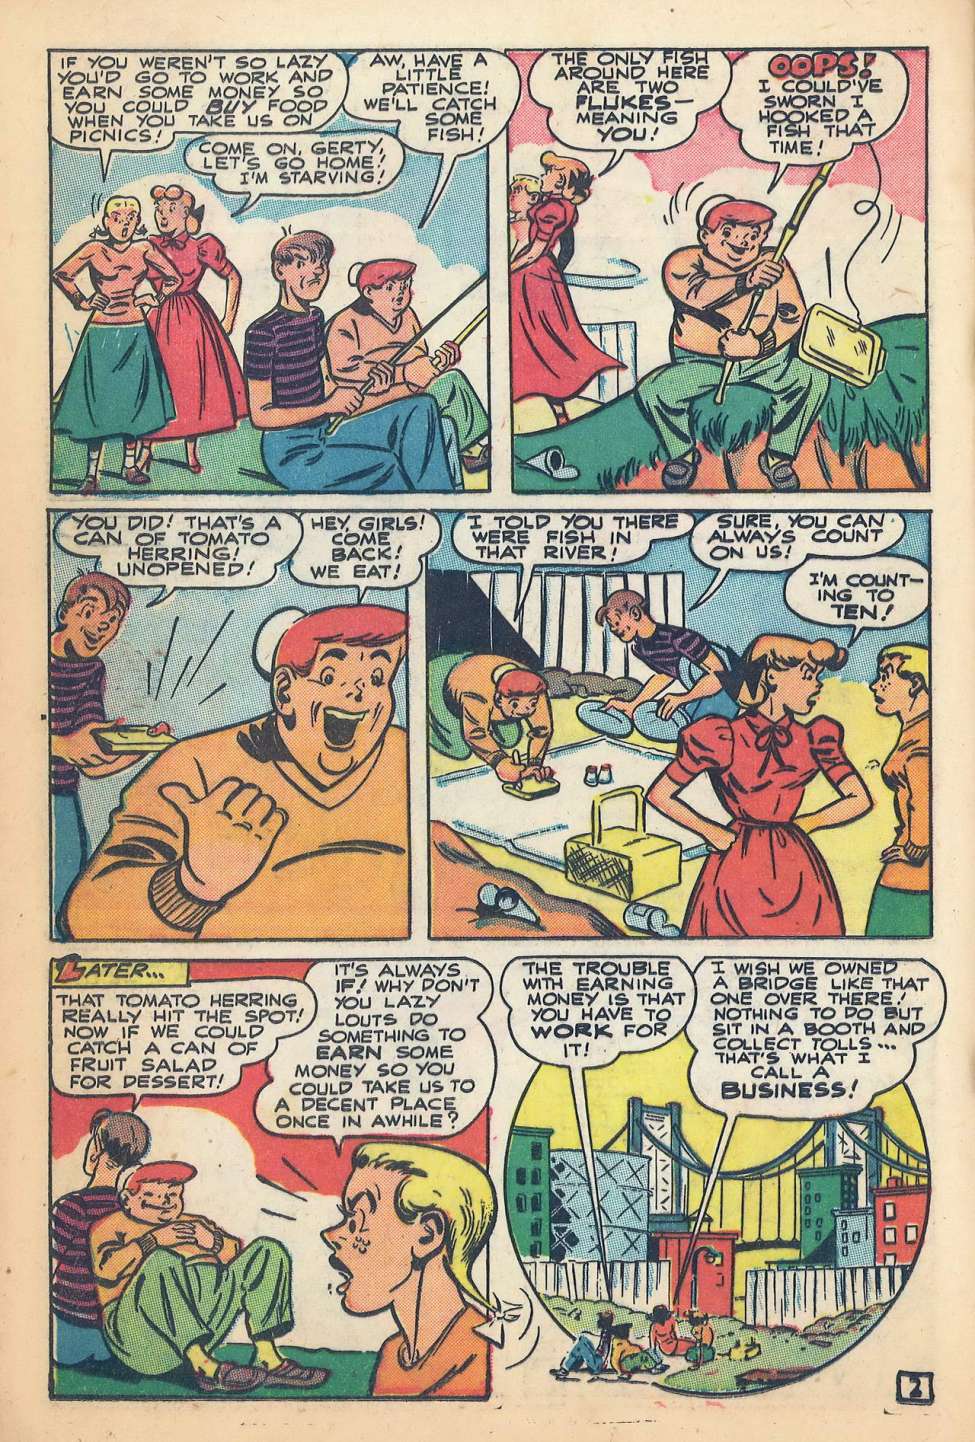 IF YOU WEREN'T SO LAZY
YOU'D GO TO WORK AND
EARN SOME MONEY SO
YOU COULD BUY FOOD
WHEN YOU TAKE US ON
PICNICS!
COME ON, GERTY,
LET'S GO HOME!
I'M STARVING!
AW, HAVE A
LITTLE
PATIENCE!
WE'LL CATCH
SOME
FISH!
THE ONLY FISH
AROUND HERE
ARE TWO
FLUKES—
MEANING
YOU!
OOPS!
I COULD'VE
SWORN I
HOOKED A
FISH THAT
TIME!
YOU DID! THAT'S A
CAN OF TOMATO
HERRING!
UNOPENED!
HEY, GIRLS!
COME
BACK!
WE EAT!
I TOLD YOU THERE
WERE FISH IN
THAT RIVER!
SURE, YOU CAN
ALWAYS COUNT
ON US!
I'M COUNT-
ING TO
TEN!
LATER...
THAT TOMATO HERRING
REALLY HIT THE SPOT!
NOW IF WE COULD
CATCH A CAN OF
FRUIT SALAD
FOR DESSERT!
IT'S ALWAYS
IF! WHY DON'T
YOU LAZY
LOUTS DO
SOMETHING TO
EARN SOME
MONEY SO YOU
COULD TAKE US TO
A DECENT PLACE
ONCE IN AWHILE?
THE TROUBLE
WITH EARNING
MONEY IS THAT
YOU HAVE TO
WORK FOR
IT!
I WISH WE OWNED
A BRIDGE LIKE THAT
ONE OVER THERE!
NOTHING TO DO BUT
SIT IN A BOOTH AND
COLLECT TOLLS...
THAT'S WHAT I
CALL A
BUSINESS!
2